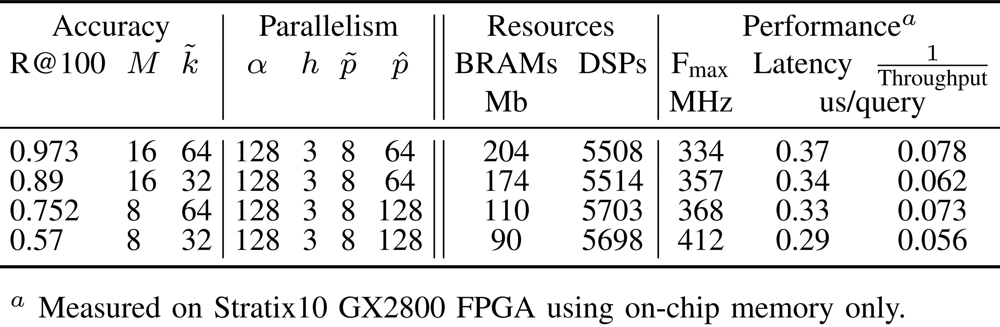 Accuracy Parallelism Resources Performance^a
R@100 M k̃ α h p̃ p̂ BRAMs DSPs F_max Latency 1/Throughput
Mb MHz us/query
0.973 16 64 128 3 8 64 204 5508 334 0.37 0.078
0.89 16 32 128 3 8 64 174 5514 357 0.34 0.062
0.752 8 64 128 3 8 128 110 5703 368 0.33 0.073
0.57 8 32 128 3 8 128 90 5698 412 0.29 0.056
^a Measured on Stratix10 GX2800 FPGA using on-chip memory only.